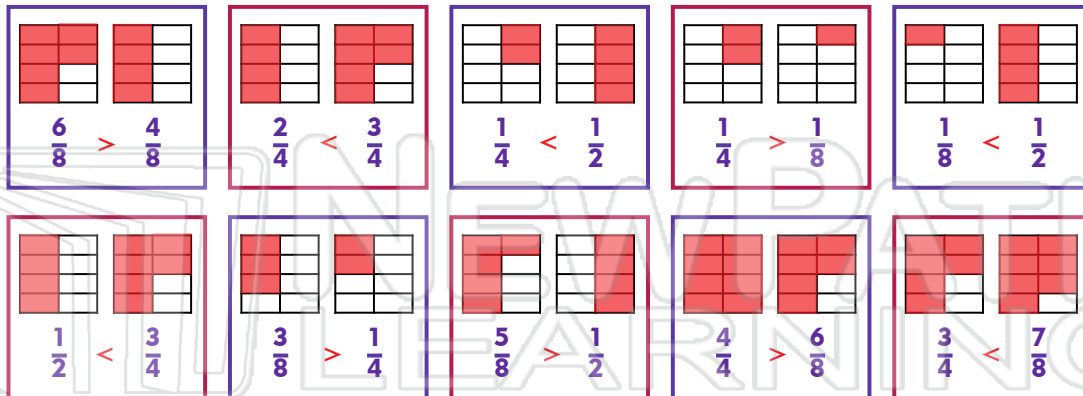 6/8 > 4/8
2/4 < 3/4
1/4 < 1/2
1/4 > 1/8
1/8 < 1/2
1/2 < 3/4
3/8 > 1/4
5/8 > 1/2
4/4 > 6/8
3/4 < 7/8
NEWPATH
LEARNING